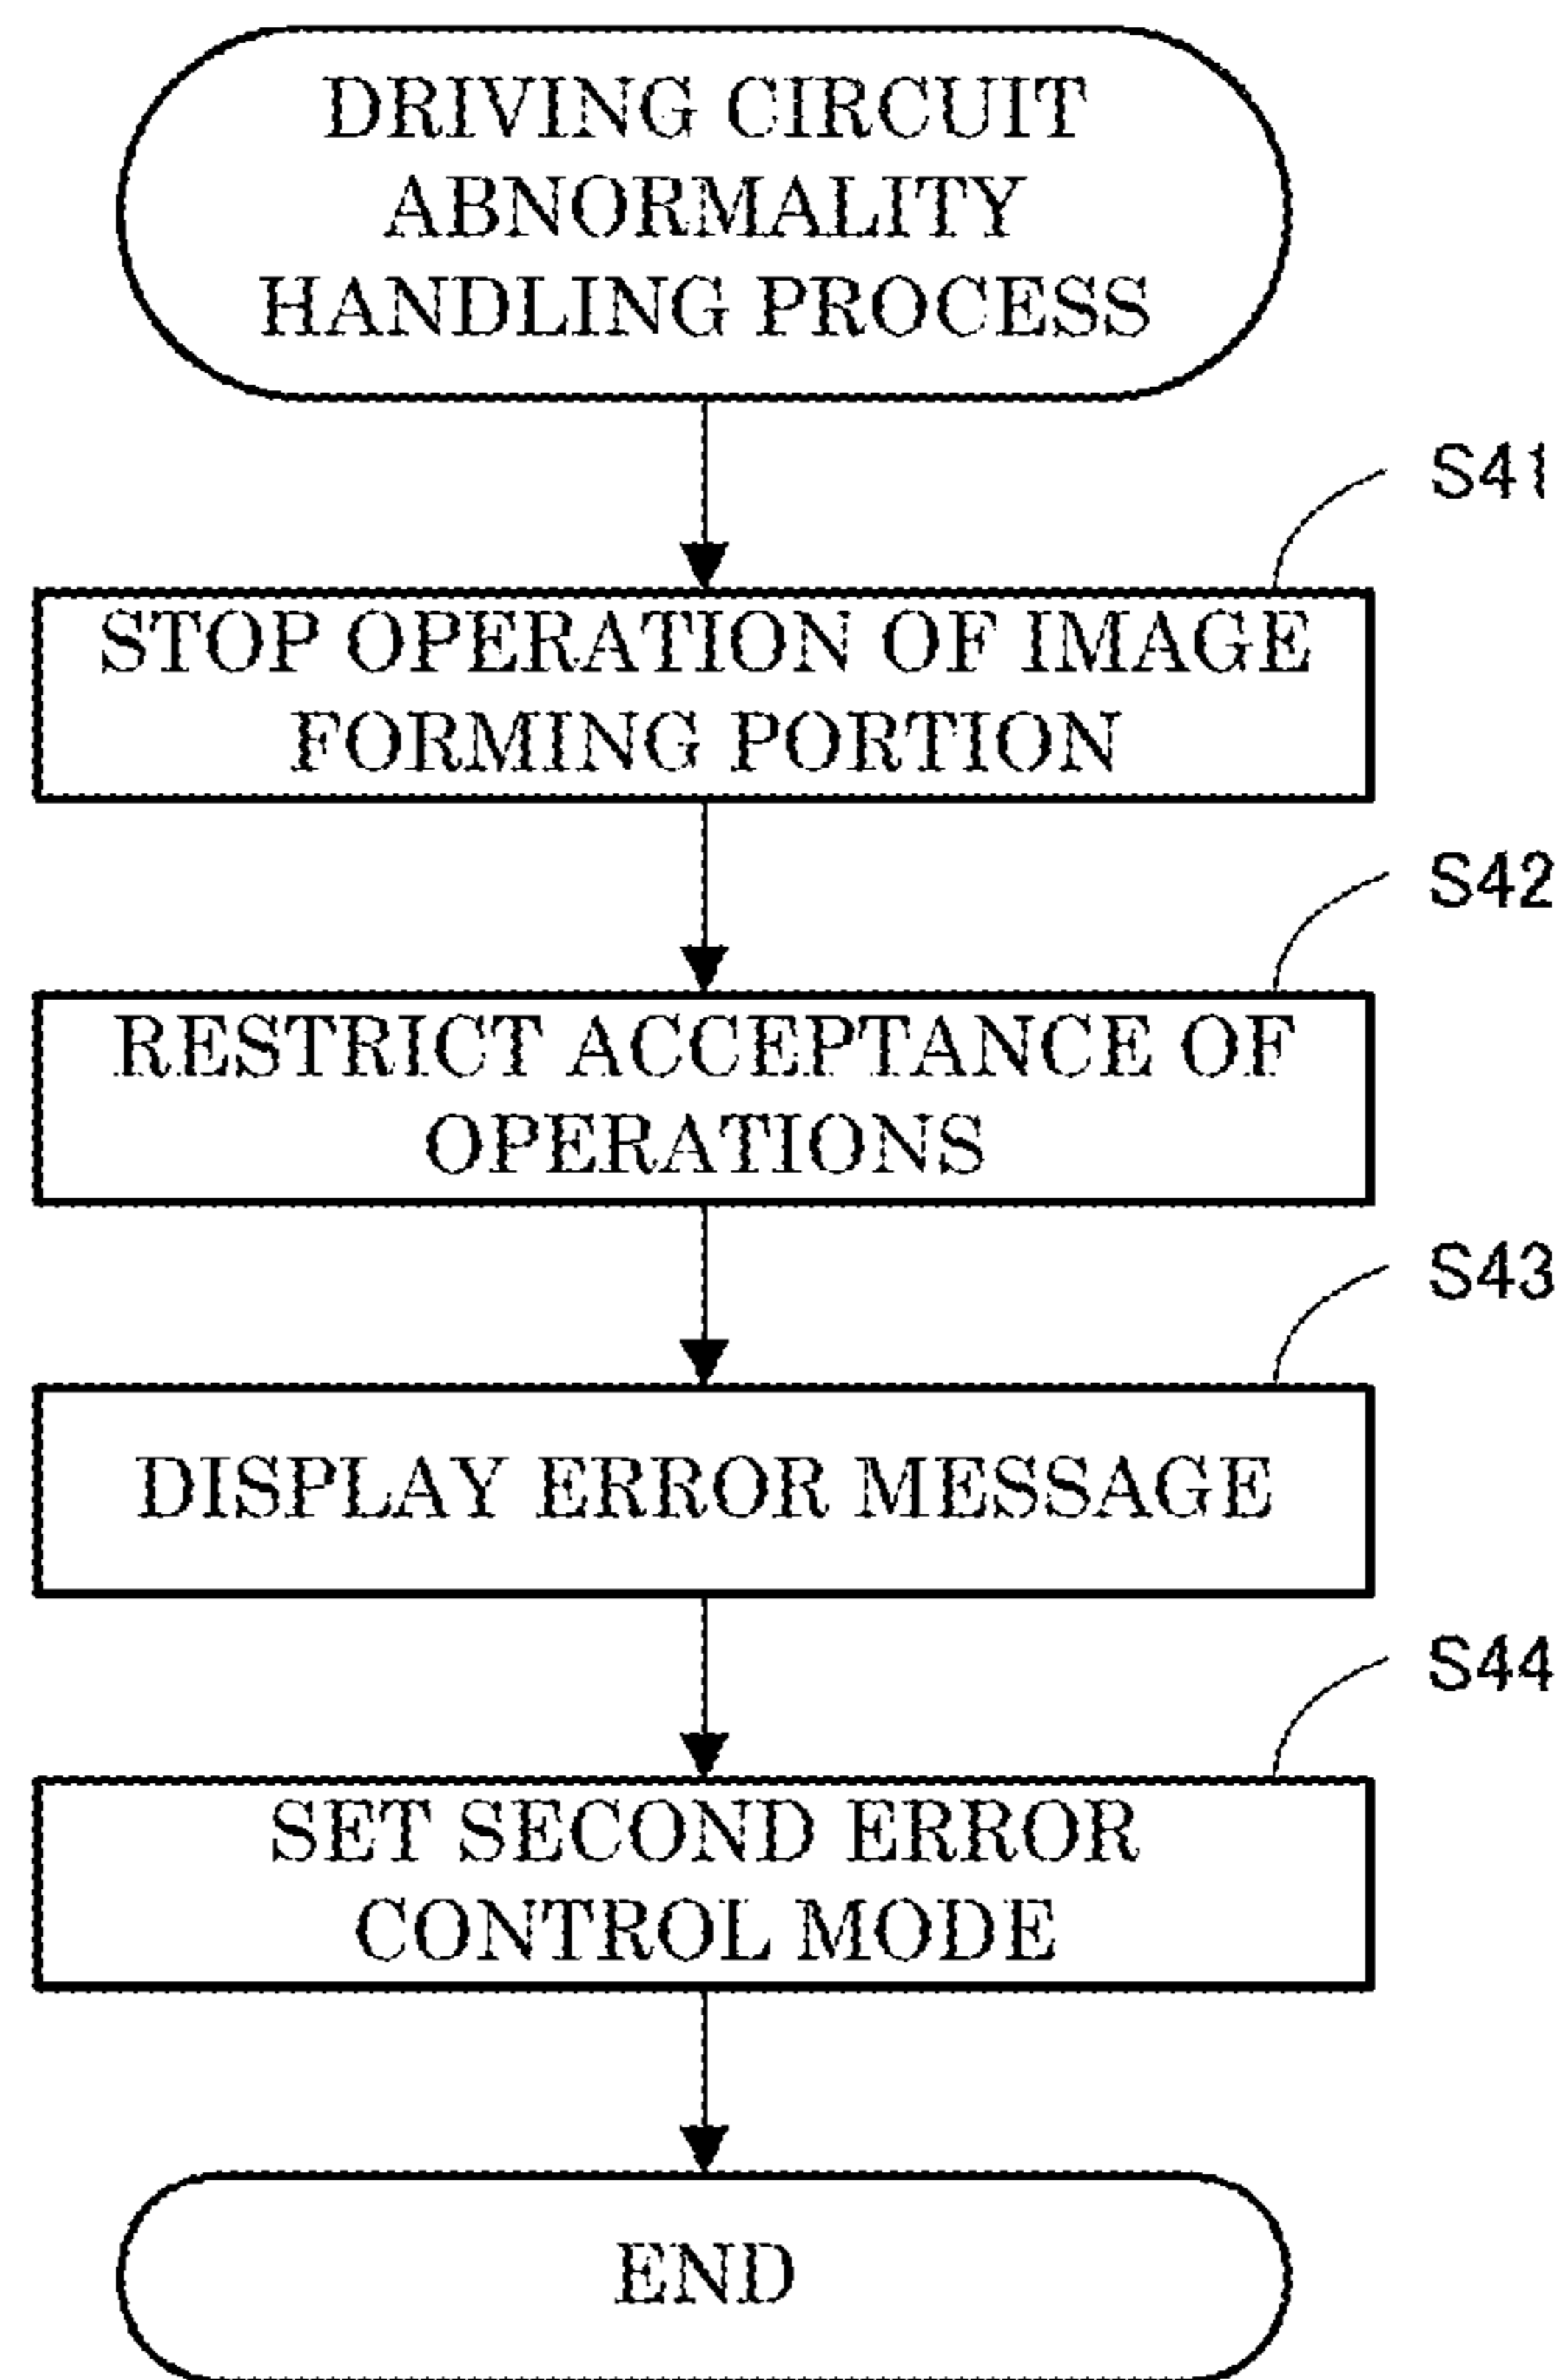 DRIVING CIRCUIT
ABNORMALITY
HANDLING PROCESS
S41
STOP OPERATION OF IMAGE
FORMING PORTION
S42
RESTRICT ACCEPTANCE OF
OPERATIONS
S43
DISPLAY ERROR MESSAGE
S44
SET SECOND ERROR
CONTROL MODE
END